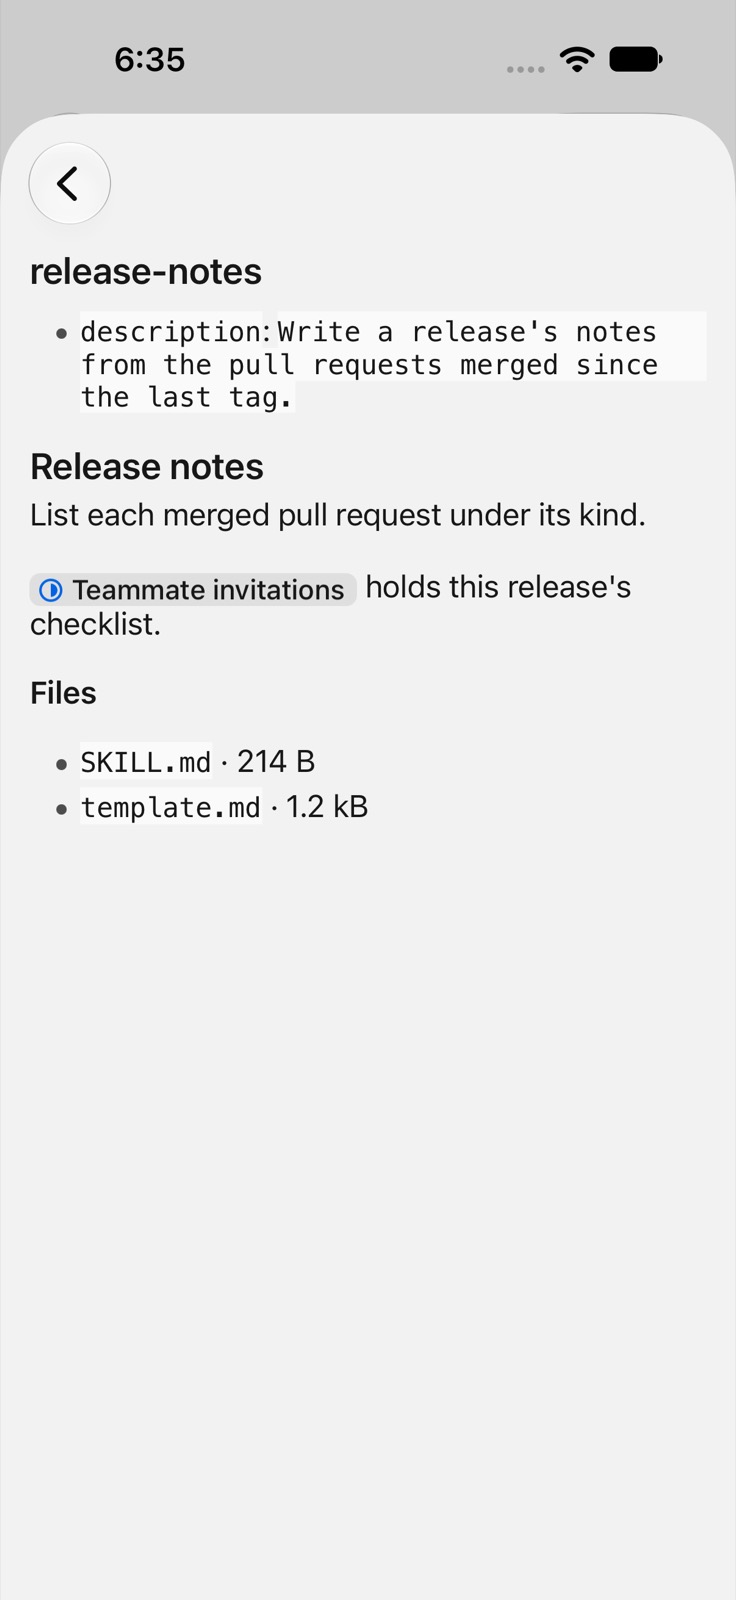 6:35
release-notes
• description: Write a release's notes
from the pull requests merged since
the last tag.
Release notes
List each merged pull request under its kind.
Teammate invitations holds this release's
checklist.
Files
• SKILL.md · 214 B
• template.md · 1.2 kB